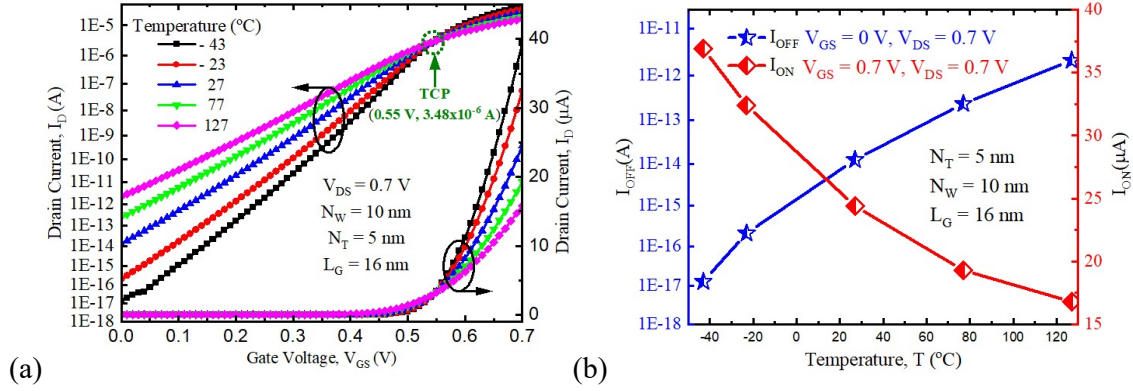 (a)
Temperature (°C)
- 43
- 23
27
77
127
TCP
(0.55 V, 3.48x10⁻⁶ A)
V_DS = 0.7 V
N_W = 10 nm
N_T = 5 nm
L_G = 16 nm
Drain Current, I_D (A)
1E-5
1E-6
1E-7
1E-8
1E-9
1E-10
1E-11
1E-12
1E-13
1E-14
1E-15
1E-16
1E-17
1E-18
Drain Current, I_D (µA)
40
30
20
10
0
0.0 0.1 0.2 0.3 0.4 0.5 0.6 0.7
Gate Voltage, V_GS (V)
(b)
I_OFF V_GS = 0 V, V_DS = 0.7 V
I_ON V_GS = 0.7 V, V_DS = 0.7 V
N_T = 5 nm
N_W = 10 nm
L_G = 16 nm
I_OFF(A)
1E-11
1E-12
1E-13
1E-14
1E-15
1E-16
1E-17
1E-18
I_ON(µA)
40
35
30
25
20
15
-40 -20 0 20 40 60 80 100 120
Temperature, T (°C)